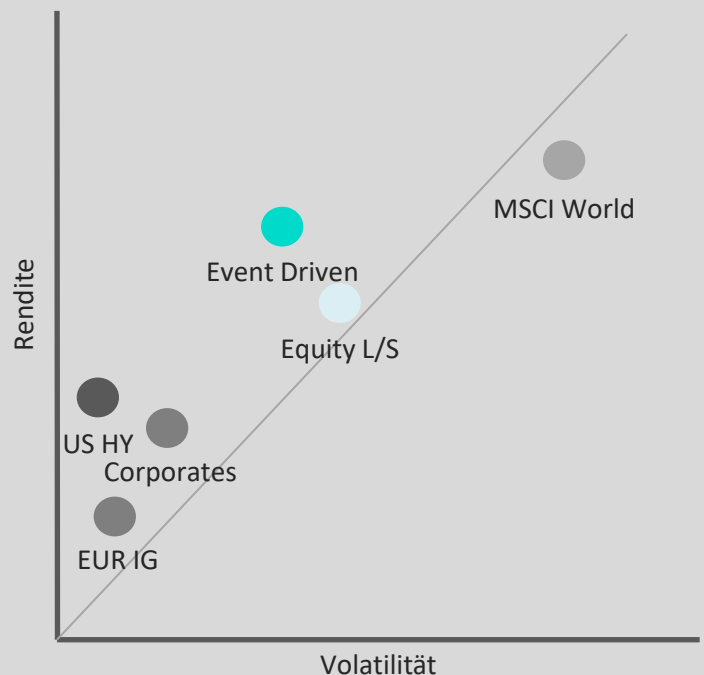 MSCI World
Event Driven
Rendite
Equity L/S
US HY
Corporates
EUR IG
Volatilität